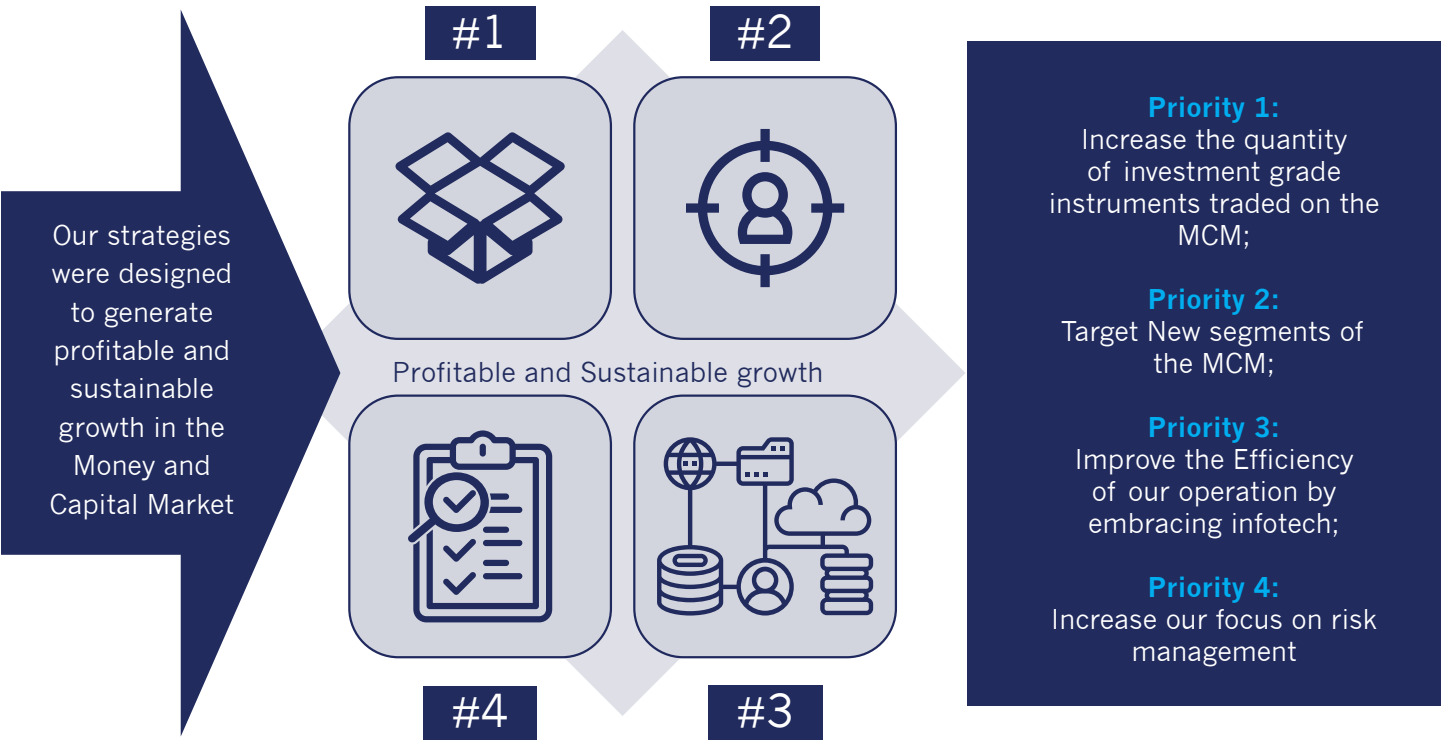 Our strategies
were designed
to generate
profitable and
sustainable
growth in the
Money and
Capital Market
#1
#2
Profitable and Sustainable growth
#4
#3
Priority 1:
Increase the quantity
of investment grade
instruments traded on the
MCM;
Priority 2:
Target New segments of
the MCM;
Priority 3:
Improve the Efficiency
of our operation by
embracing infotech;
Priority 4:
Increase our focus on risk
management